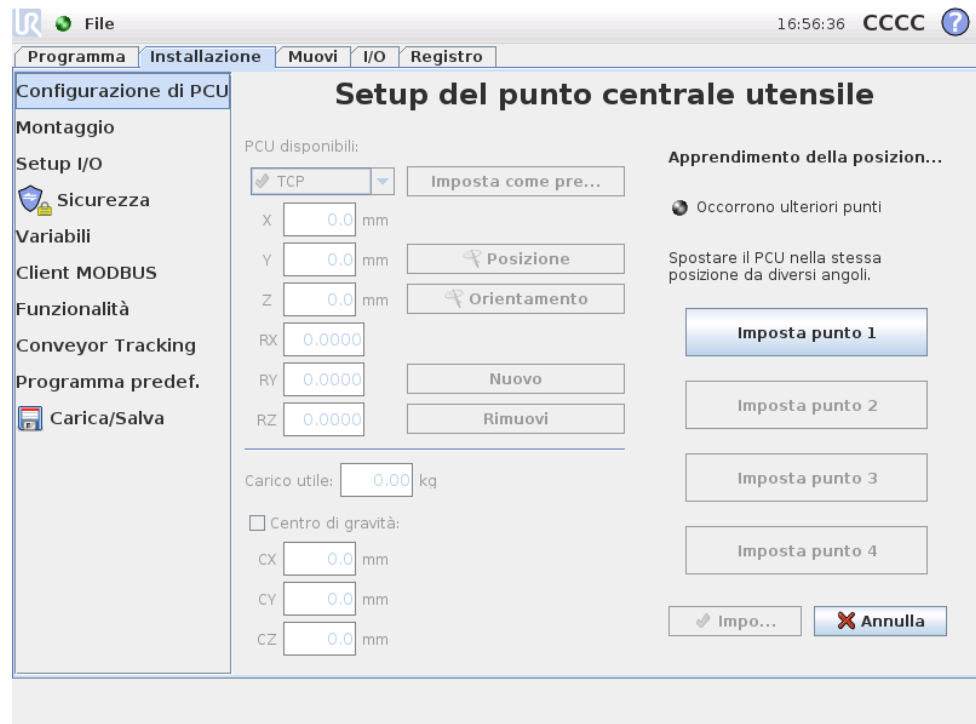 UR File 16:56:36 CCCC ?
Programma Installazione Muovi I/O Registro
Configurazione di PCU
Montaggio
Setup I/O
Sicurezza
Variabili
Client MODBUS
Funzionalità
Conveyor Tracking
Programma predef.
Carica/Salva
Setup del punto centrale utensile
PCU disponibili:
TCP Imposta come pre...
X 0.0 mm
Y 0.0 mm Posizione
Z 0.0 mm Orientamento
RX 0.0000
RY 0.0000 Nuovo
RZ 0.0000 Rimuovi
Carico utile: 0.00 kg
Centro di gravità:
CX 0.0 mm
CY 0.0 mm
CZ 0.0 mm
Apprendimento della posizion...
Occorrono ulteriori punti
Spostare il PCU nella stessa
posizione da diversi angoli.
Imposta punto 1
Imposta punto 2
Imposta punto 3
Imposta punto 4
Impo... Annulla